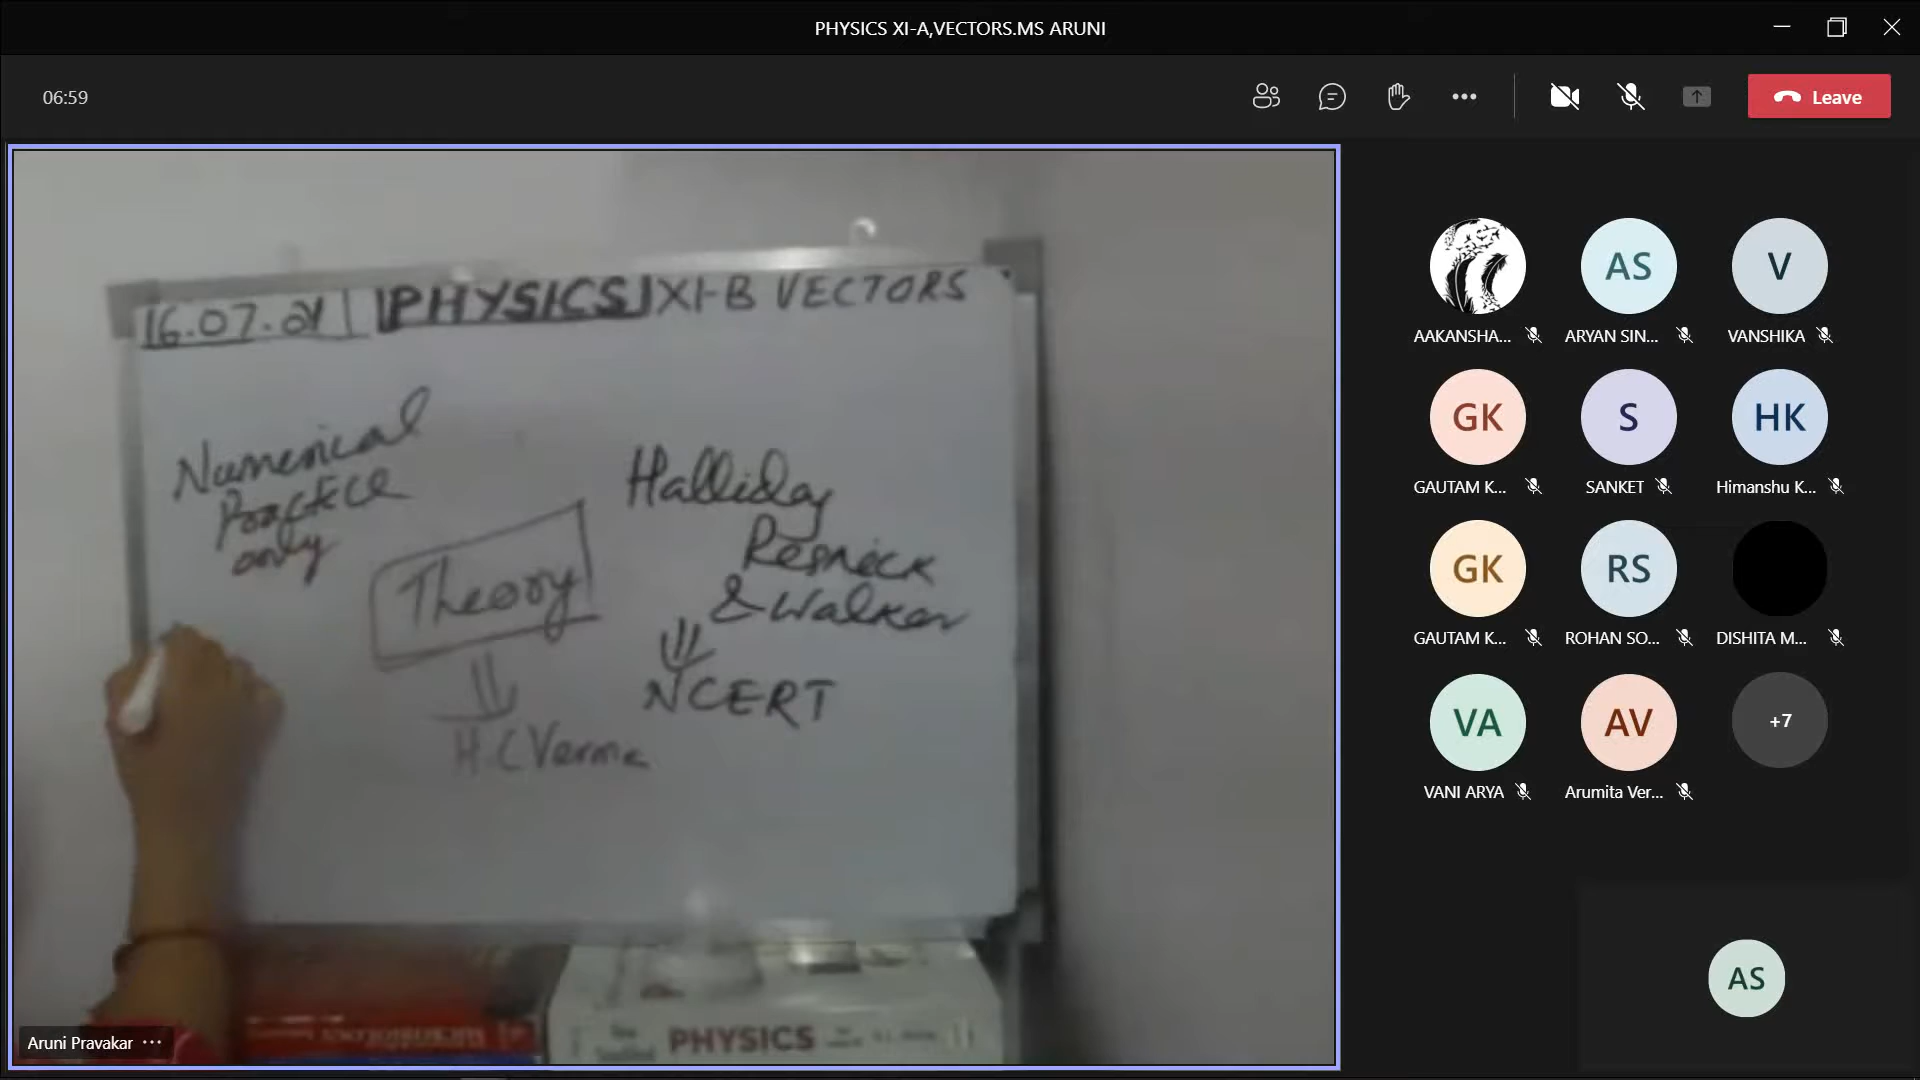 PHYSICS XI-A,VECTORS.MS ARUNI
06:59
Leave
16.07.21 PHYSICS XI-B VECTORS
Numerical
Practice
only
Theory
H.C Verma
Halliday
Resnick
& Walker
NCERT
PHYSICS
Aruni Pravakar
AS
V
AAKANSHA...
ARYAN SIN...
VANSHIKA
GK
S
HK
GAUTAM K...
SANKET
Himanshu K...
GK
RS
GAUTAM K...
ROHAN SO...
DISHITA M...
VA
AV
+7
VANI ARYA
Arumita Ver...
AS